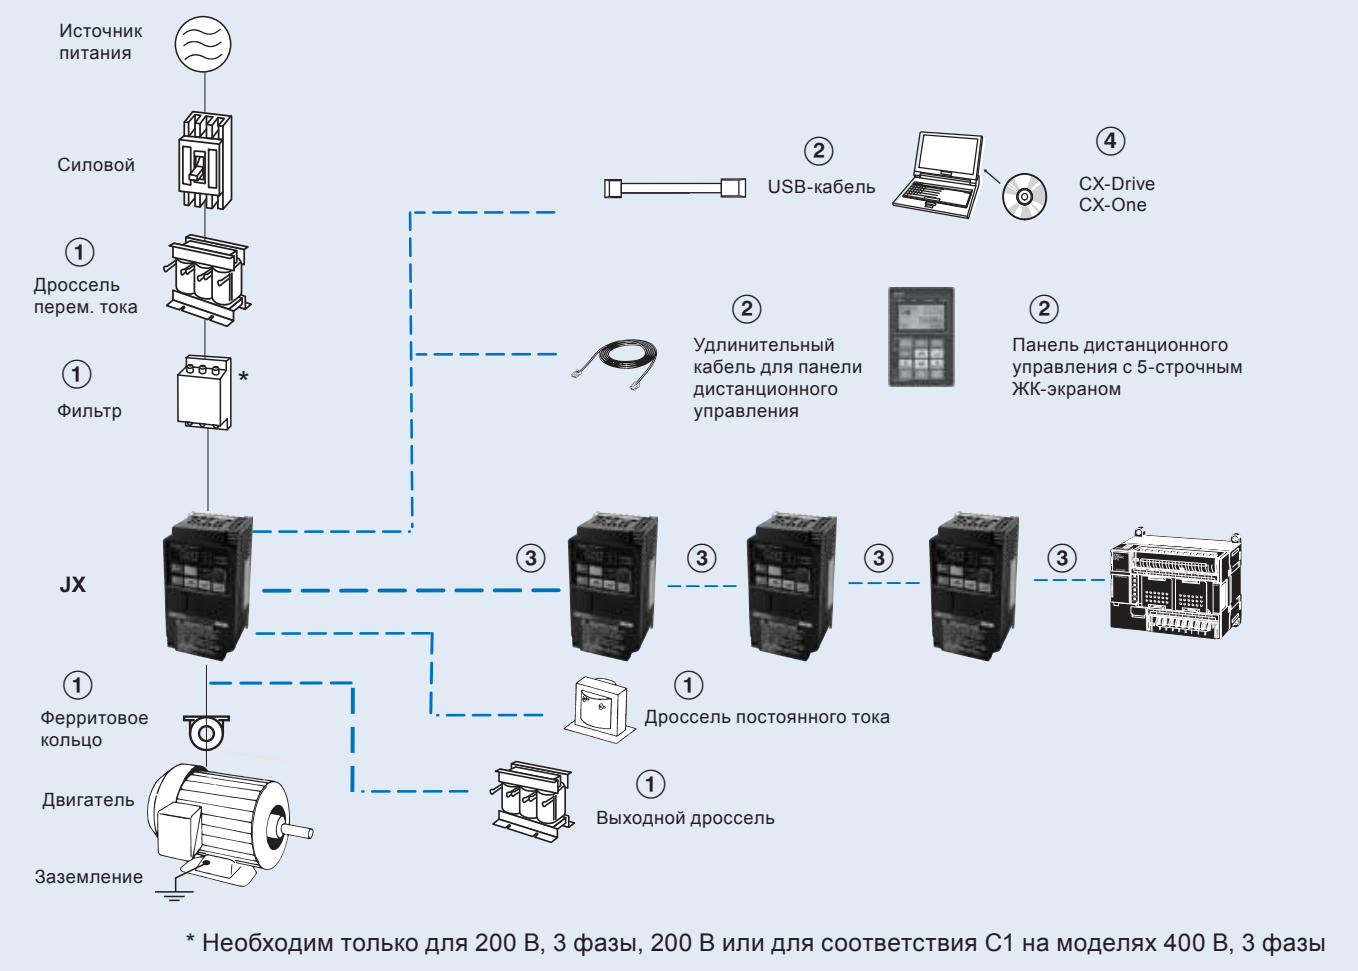 Источник
питания
Силовой
1
Дроссель
перем. тока
1
*
Фильтр
JX
1
Ферритовое
кольцо
Двигатель
Заземление
2
USB-кабель
4
CX-Drive
CX-One
2
Удлинительный
кабель для панели
дистанционного
управления
2
Панель дистанционного
управления с 5-строчным
ЖК-экраном
3
3
3
3
1
Дроссель постоянного тока
1
Выходной дроссель
* Необходим только для 200 В, 3 фазы, 200 В или для соответствия C1 на моделях 400 В, 3 фазы